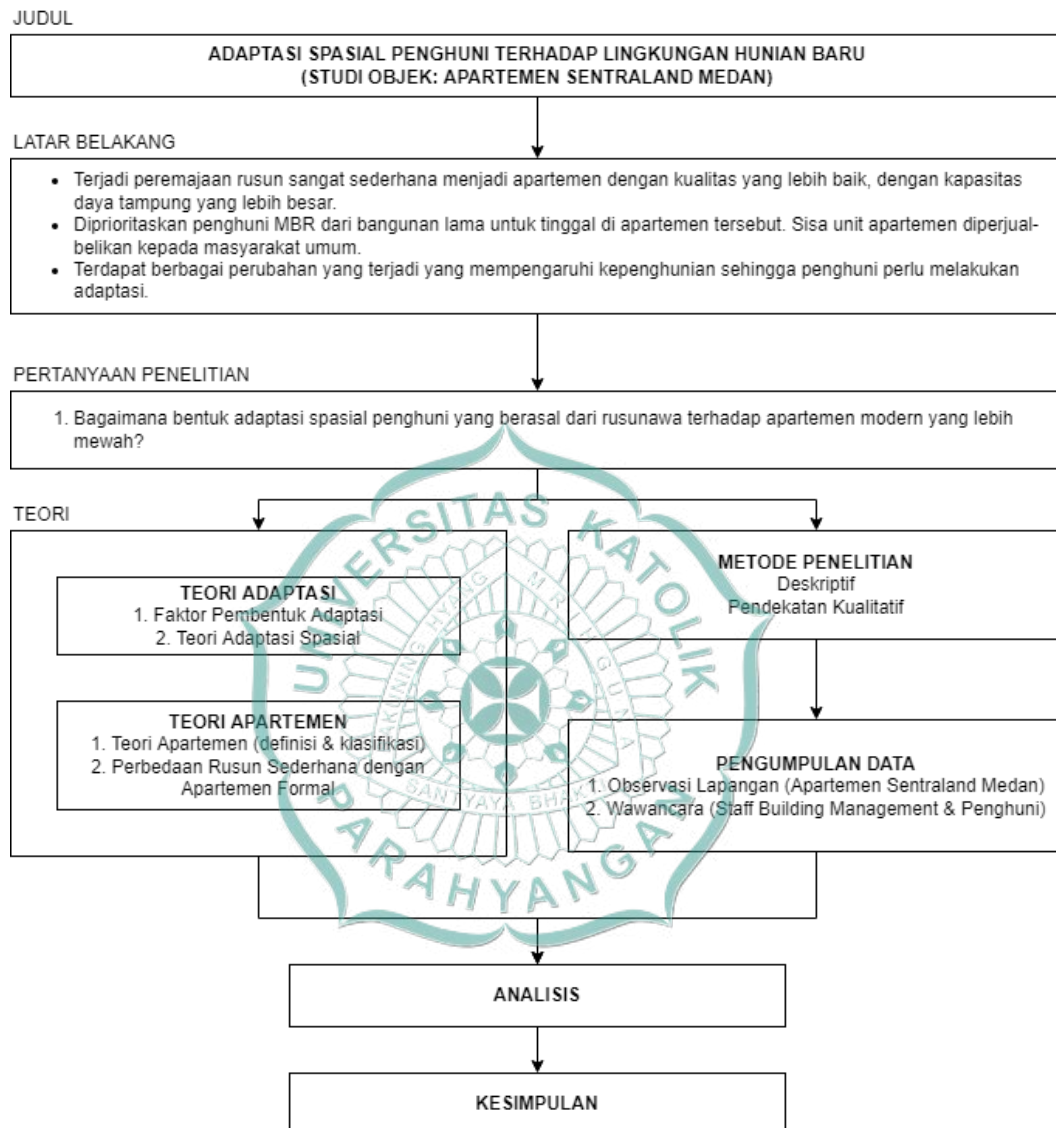 JUDUL
ADAPTASI SPASIAL PENGHUNI TERHADAP LINGKUNGAN HUNIAN BARU
(STUDI OBJEK: APARTEMEN SENTRALAND MEDAN)
LATAR BELAKANG
• Terjadi peremajaan rusun sangat sederhana menjadi apartemen dengan kualitas yang lebih baik, dengan kapasitas
daya tampung yang lebih besar.
• Diprioritaskan penghuni MBR dari bangunan lama untuk tinggal di apartemen tersebut. Sisa unit apartemen diperjual-
belikan kepada masyarakat umum.
• Terdapat berbagai perubahan yang terjadi yang mempengaruhi kepenghunian sehingga penghuni perlu melakukan
adaptasi.
PERTANYAAN PENELITIAN
1. Bagaimana bentuk adaptasi spasial penghuni yang berasal dari rusunawa terhadap apartemen modern yang lebih
mewah?
TEORI
TEORI ADAPTASI
1. Faktor Pembentuk Adaptasi
2. Teori Adaptasi Spasial
TEORI APARTEMEN
1. Teori Apartemen (definisi & klasifikasi)
2. Perbedaan Rusun Sederhana dengan
Apartemen Formal
METODE PENELITIAN
Deskriptif
Pendekatan Kualitatif
PENGUMPULAN DATA
1. Observasi Lapangan (Apartemen Sentraland Medan)
2. Wawancara (Staff Building Management & Penghuni)
UNIVERSITAS KATOLIK
PARAHYANGAN
ANALISIS
KESIMPULAN